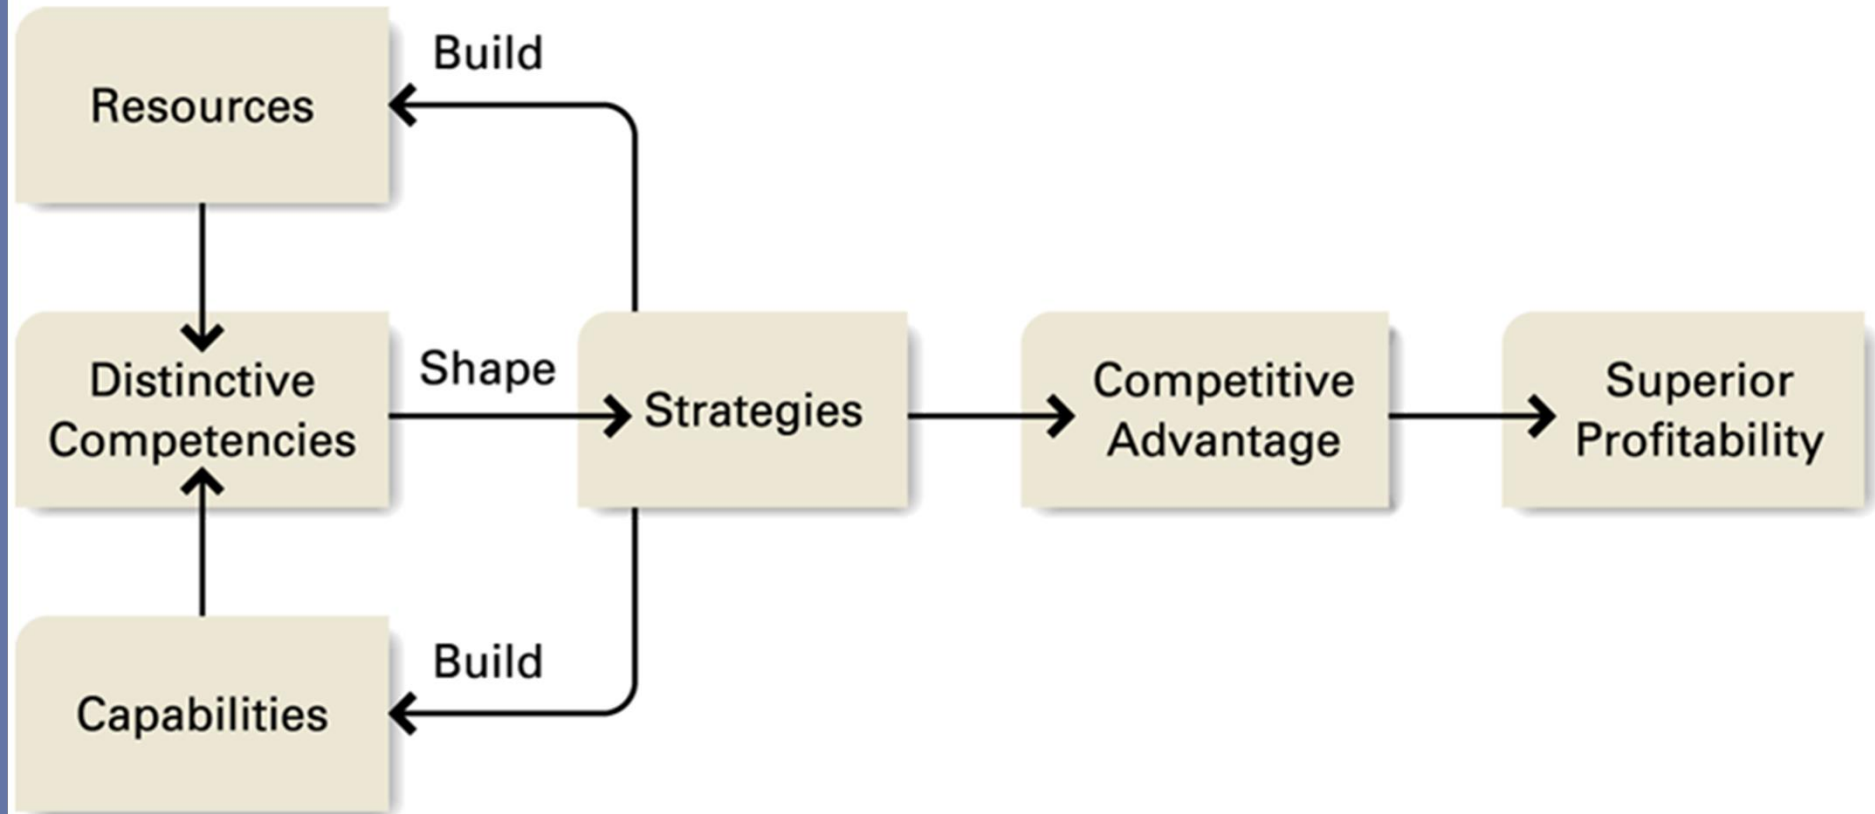 Build
Resources
Distinctive
Competencies
Shape
Strategies
Competitive
Advantage
Superior
Profitability
Build
Capabilities